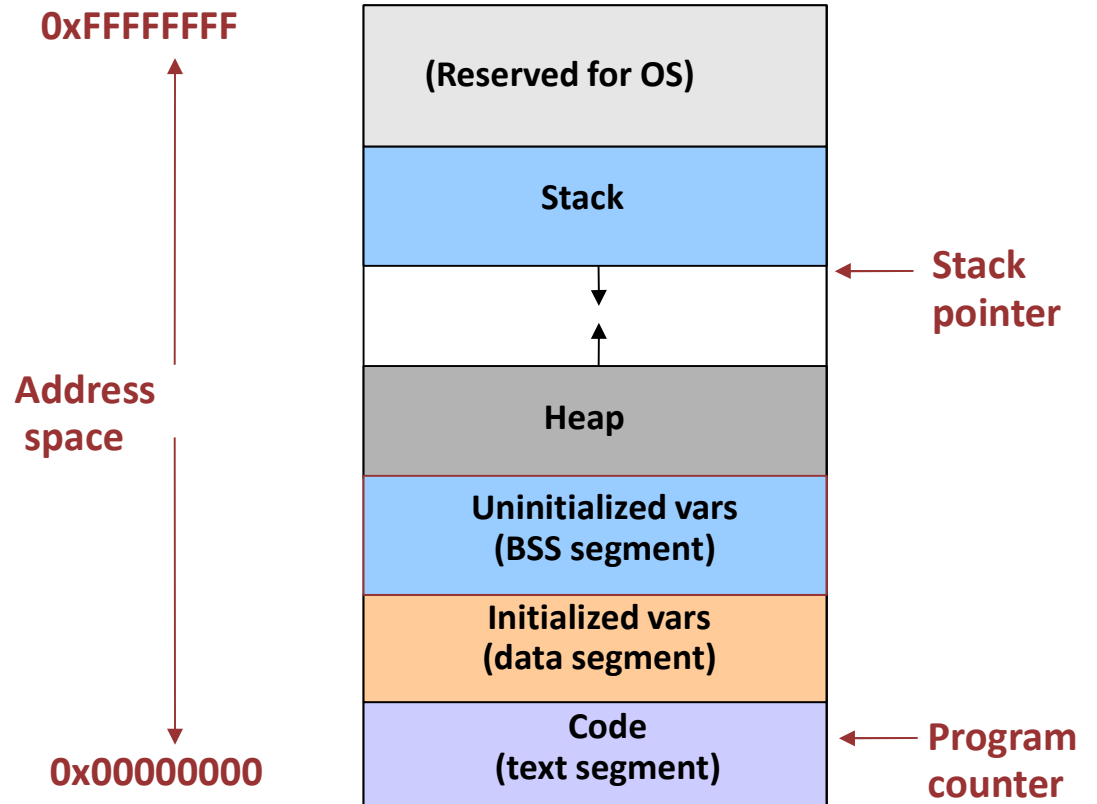 0xFFFFFFFF
(Reserved for OS)
Stack
Stack
pointer
Address
space
Heap
Uninitialized vars
(BSS segment)
Initialized vars
(data segment)
Code
(text segment)
Program
counter
0x00000000